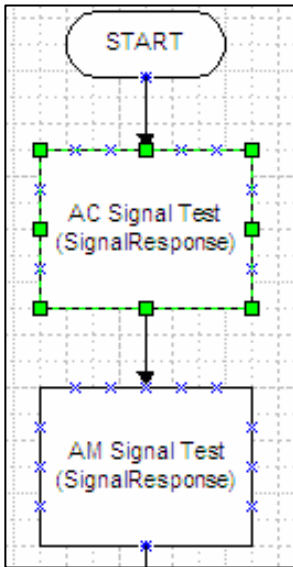 START
AC Signal Test
(SignalResponse)
AM Signal Test
(SignalResponse)